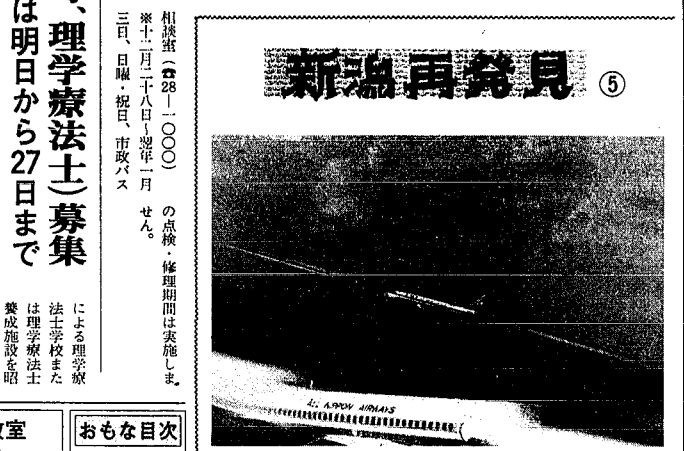 新潟再発見 ⑤
ALL NIPPON AIRWAYS
相談室(☎28―一〇〇〇)
※十二月二十八日~翌年一月
三日、日曜・祝日、市政バス
の点検・修理期間は実施しま
せん。
、理学療法士)募集
は明日から27日まで
による理学療
法士学校また
は理学療法士
養成施設を昭
おもな目次
室